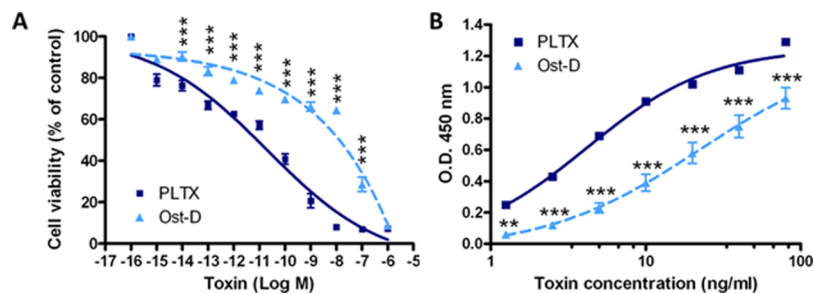 A
Cell viability (% of control)
100
80
60
40
20
0
*** *** *** *** *** *** *** ***
PLTX
Ost-D
-17 -16 -15 -14 -13 -12 -11 -10 -9 -8 -7 -6 -5
Toxin (Log M)
B
O.D. 450 nm
1.4
1.2
1.0
0.8
0.6
0.4
0.2
0.0
PLTX
Ost-D
** *** *** *** *** *** ***
1 10 100
Toxin concentration (ng/ml)